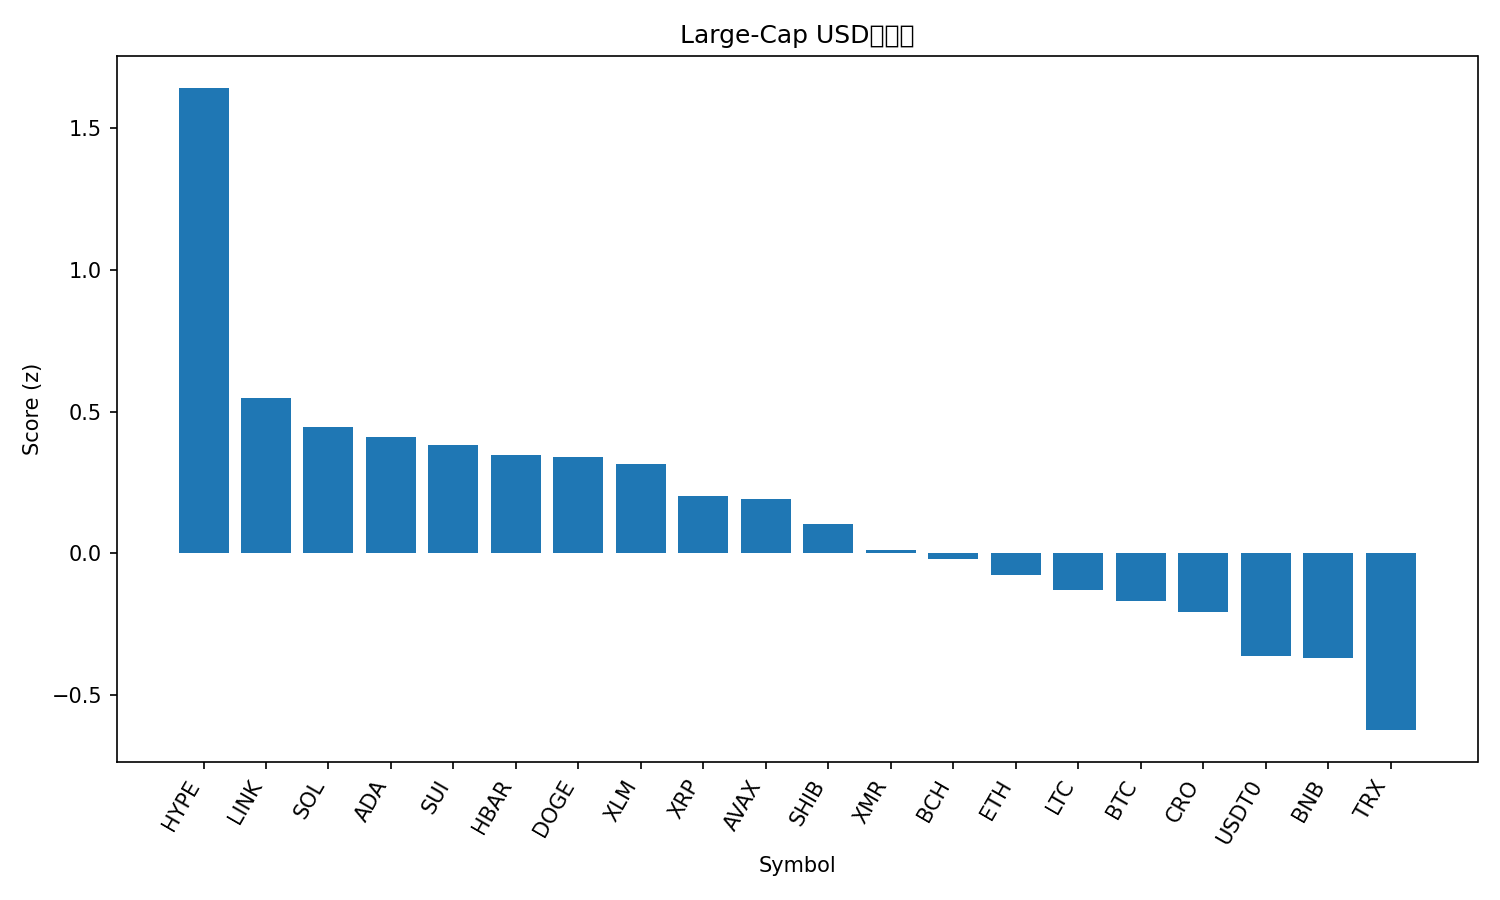 Large-Cap USD
Score (z)
1.5
1.0
0.5
0.0
−0.5
HYPE
LINK
SOL
ADA
SUI
HBAR
DOGE
XLM
XRP
AVAX
SHIB
XMR
BCH
ETH
LTC
BTC
CRO
USDT0
BNB
TRX
Symbol